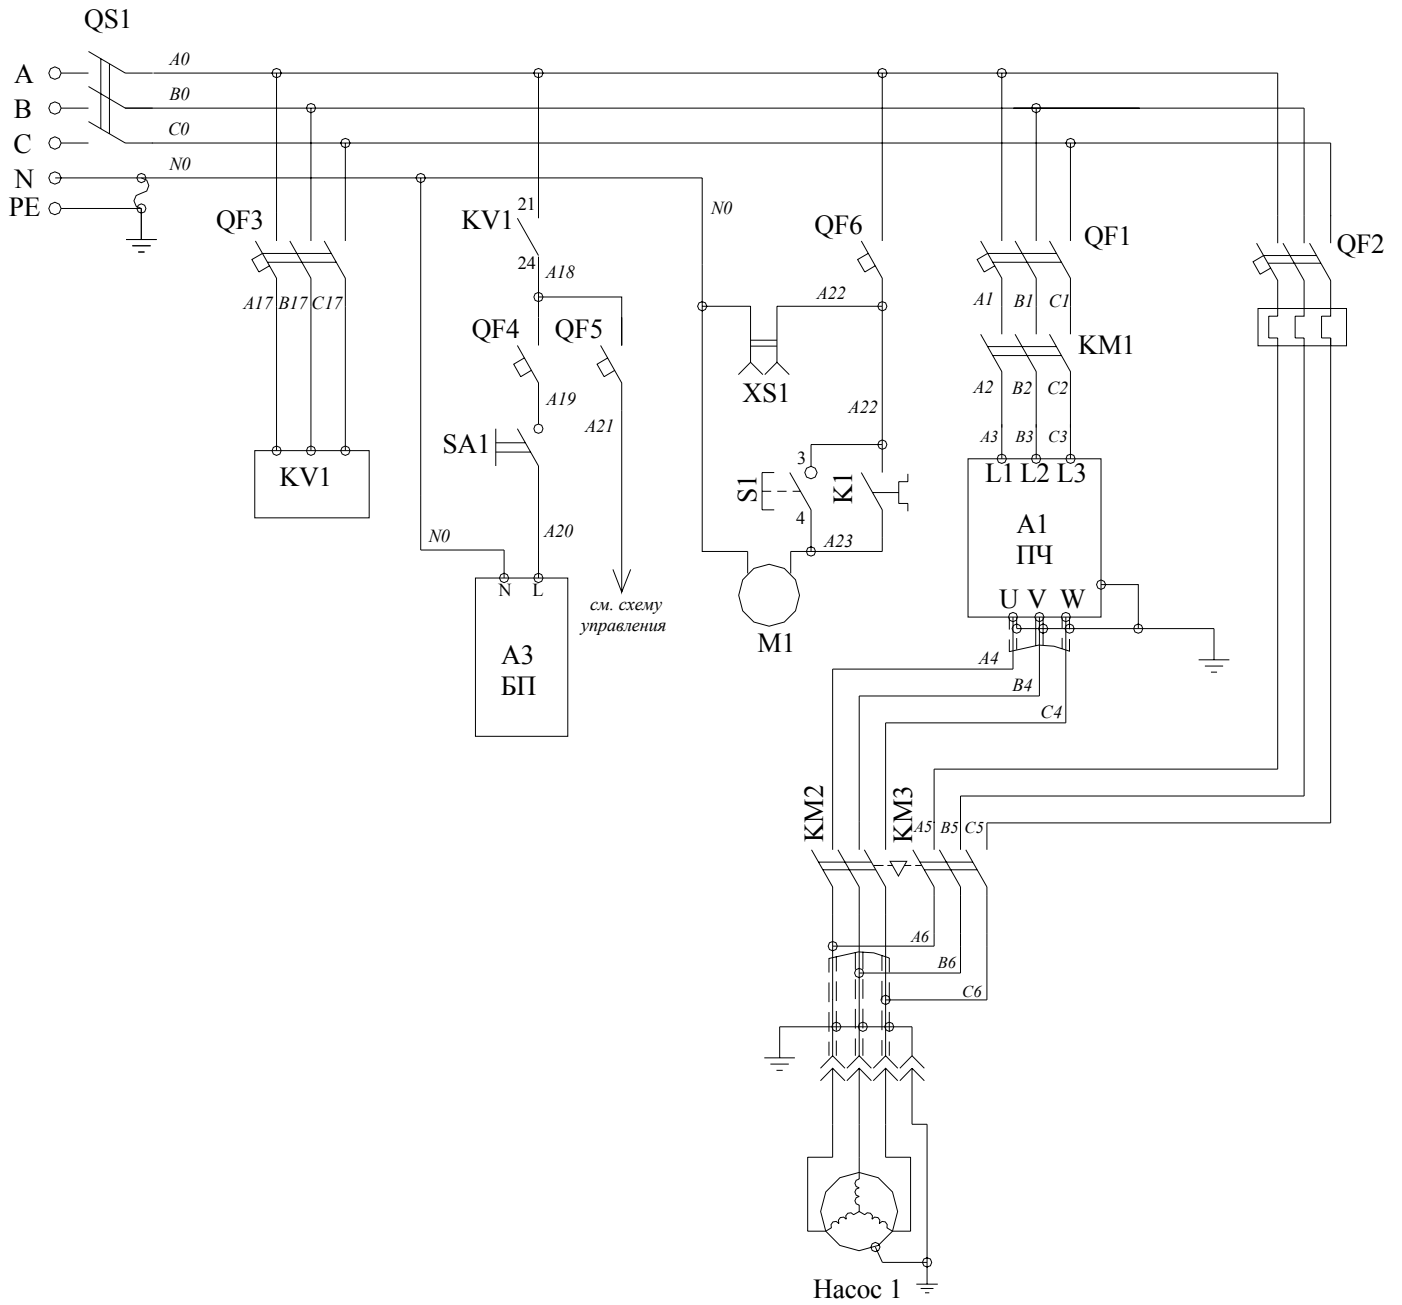 QS1
A
A0
B
B0
C
C0
N
N0
PE
21
N0
QF3
KV1
QF6
QF1
QF2
24
A18
A17
B17
C17
A22
A1
B1
C1
QF4
QF5
KM1
XS1
A2
B2
C2
A19
A22
A21
SA1
A3
B3
C3
KV1
3
S1
K1
L1
L2
L3
4
N0
A20
A23
A1
ПЧ
N
L
см. схему
управления
U
V
W
M1
A3
БП
A4
B4
C4
KM2
KM3
A5
B5
C5
A6
B6
C6
Насос 1